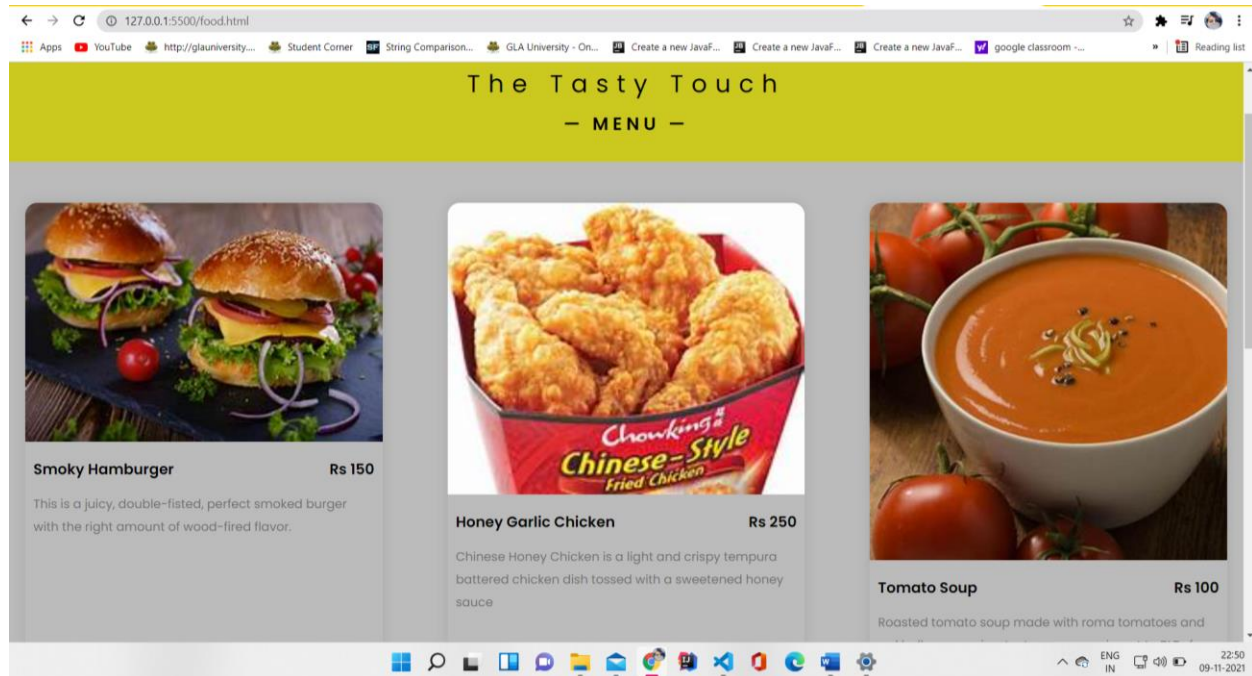 127.0.0.1:5500/food.html
Apps YouTube http://glauniversity.... Student Corner String Comparison... GLA University - On... Create a new JavaF... Create a new JavaF... Create a new JavaF... google classroom -... » Reading list
The Tasty Touch
— MENU —
Chowking
Chinese-Style
Fried Chicken
Smoky Hamburger Rs 150
This is a juicy, double-fisted, perfect smoked burger
with the right amount of wood-fired flavor.
Honey Garlic Chicken Rs 250
Chinese Honey Chicken is a light and crispy tempura
battered chicken dish tossed with a sweetened honey
sauce
Tomato Soup Rs 100
Roasted tomato soup made with roma tomatoes and
ENG
IN
22:50
09-11-2021